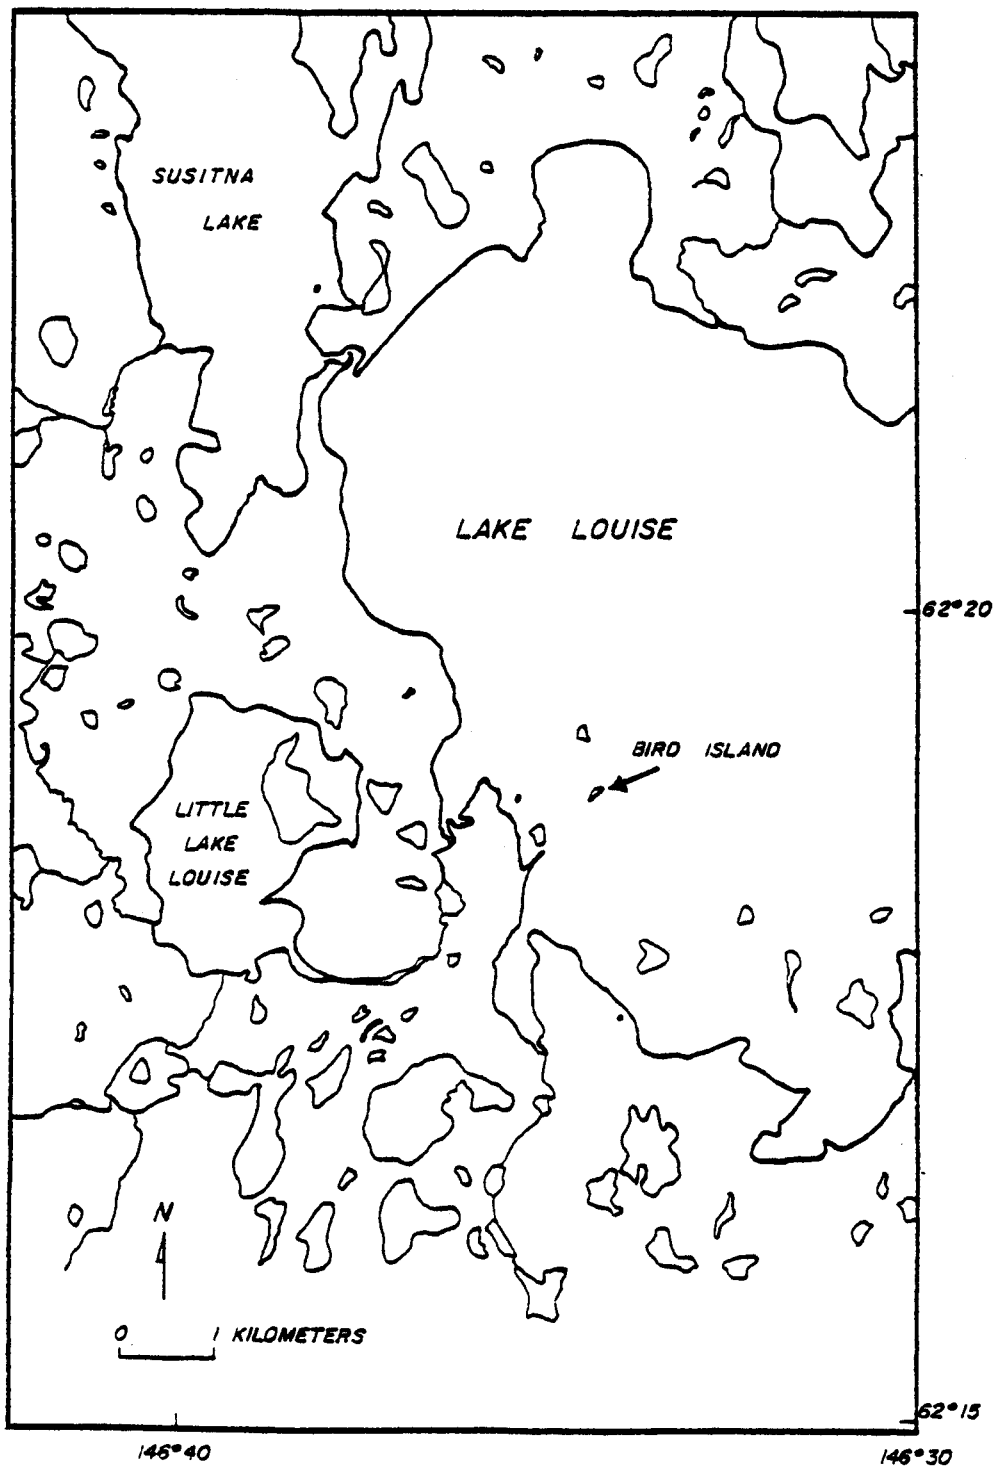 SUSITNA
LAKE
LAKE LOUISE
62°20
BIRD ISLAND
LITTLE
LAKE
LOUISE
N
0 1 KILOMETERS
62°15
146°40
146°30